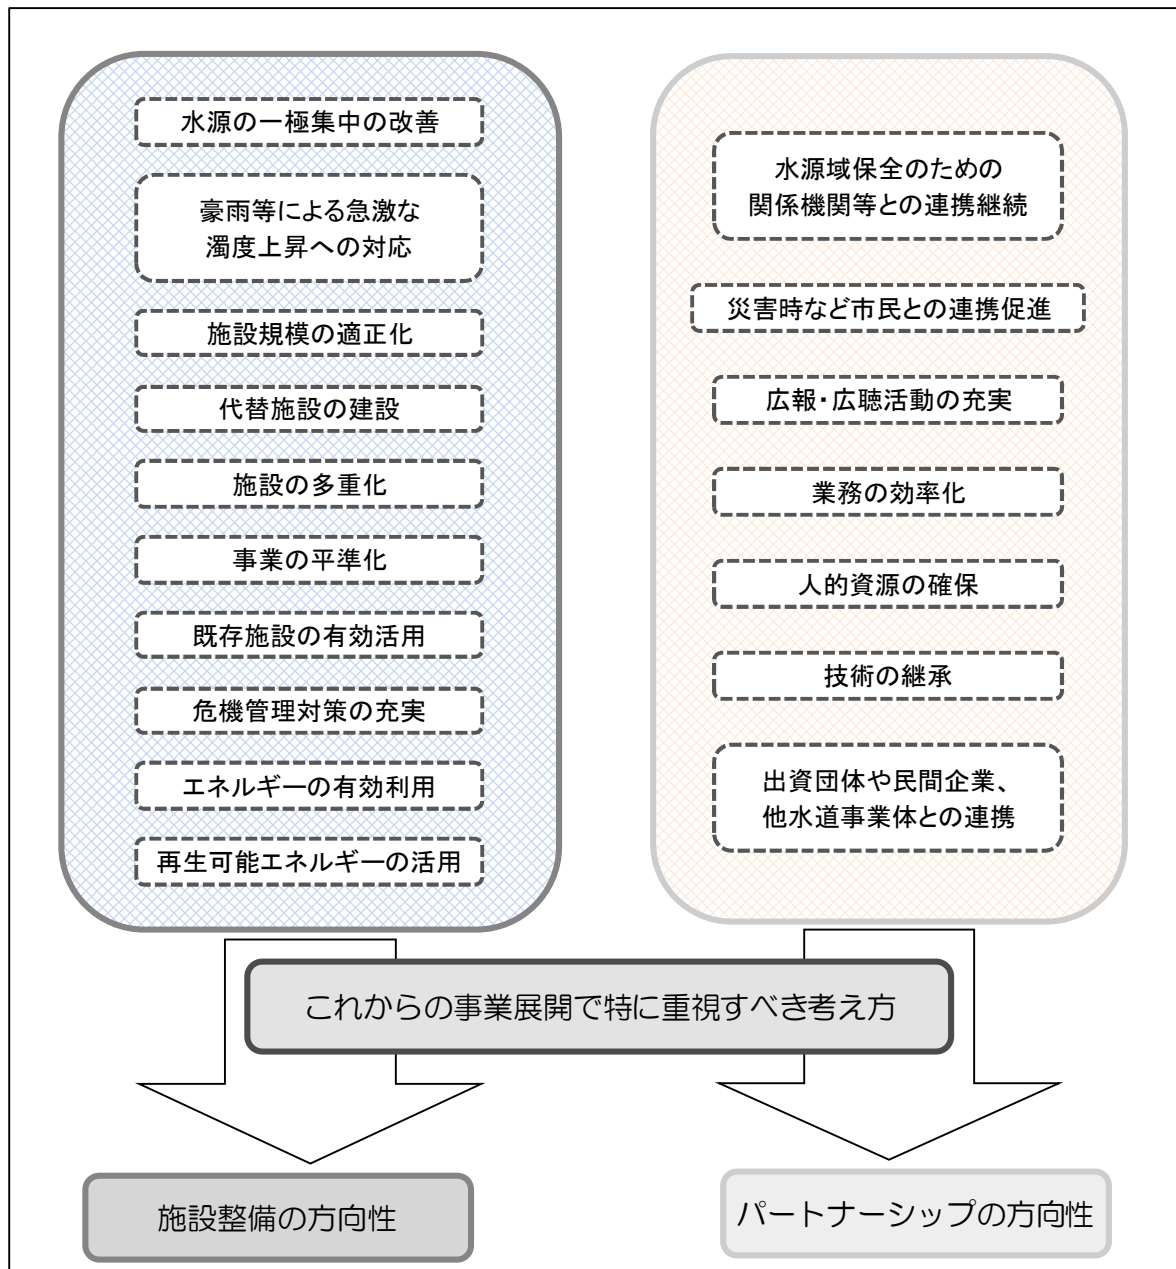 水源の一極集中の改善
豪雨等による急激な
濁度上昇への対応
施設規模の適正化
代替施設の建設
施設の多重化
事業の平準化
既存施設の有効活用
危機管理対策の充実
エネルギーの有効利用
再生可能エネルギーの活用
水源域保全のための
関係機関等との連携継続
災害時など市民との連携促進
広報・広聴活動の充実
業務の効率化
人的資源の確保
技術の継承
出資団体や民間企業、
他水道事業体との連携
これからの事業展開で特に重視すべき考え方
施設整備の方向性
パートナーシップの方向性